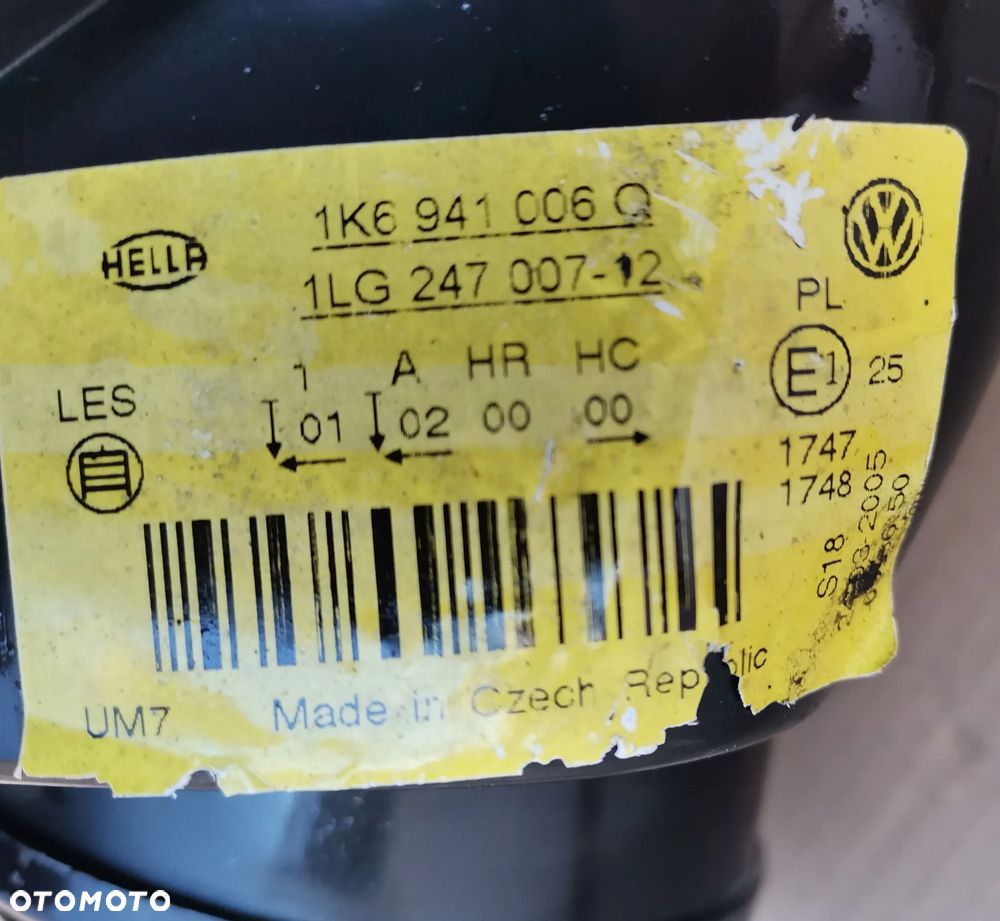 1K6 941 006 Q
HELLA
1LG 247 007-12
PL
1 A HR HC
E1 25
LES
01 02 00 00
自
1747
1748
S18
2005
UM7
Made in Czech
OTOMOTO